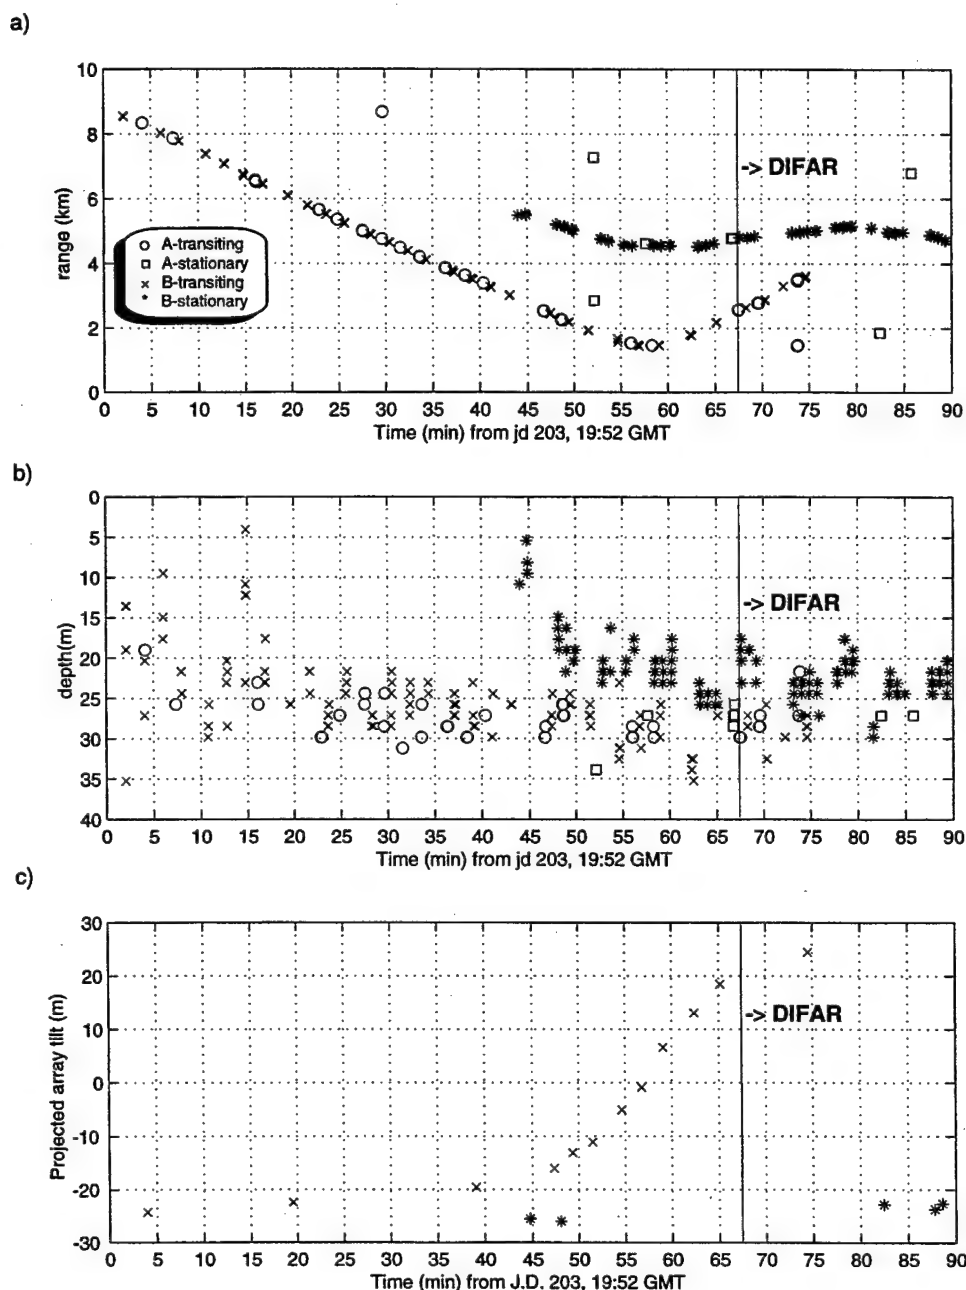 a)
10
8
6
4
2
0
range (km)
A-transiting
A-stationary
B-transiting
B-stationary
-> DIFAR
0 5 10 15 20 25 30 35 40 45 50 55 60 65 70 75 80 85 90
Time (min) from jd 203, 19:52 GMT
b)
0
5
10
15
20
25
30
35
40
depth(m)
-> DIFAR
0 5 10 15 20 25 30 35 40 45 50 55 60 65 70 75 80 85 90
Time (min) from jd 203, 19:52 GMT
c)
30
20
10
0
-10
-20
-30
Projected array tilt (m)
-> DIFAR
0 5 10 15 20 25 30 35 40 45 50 55 60 65 70 75 80 85 90
Time (min) from J.D. 203, 19:52 GMT